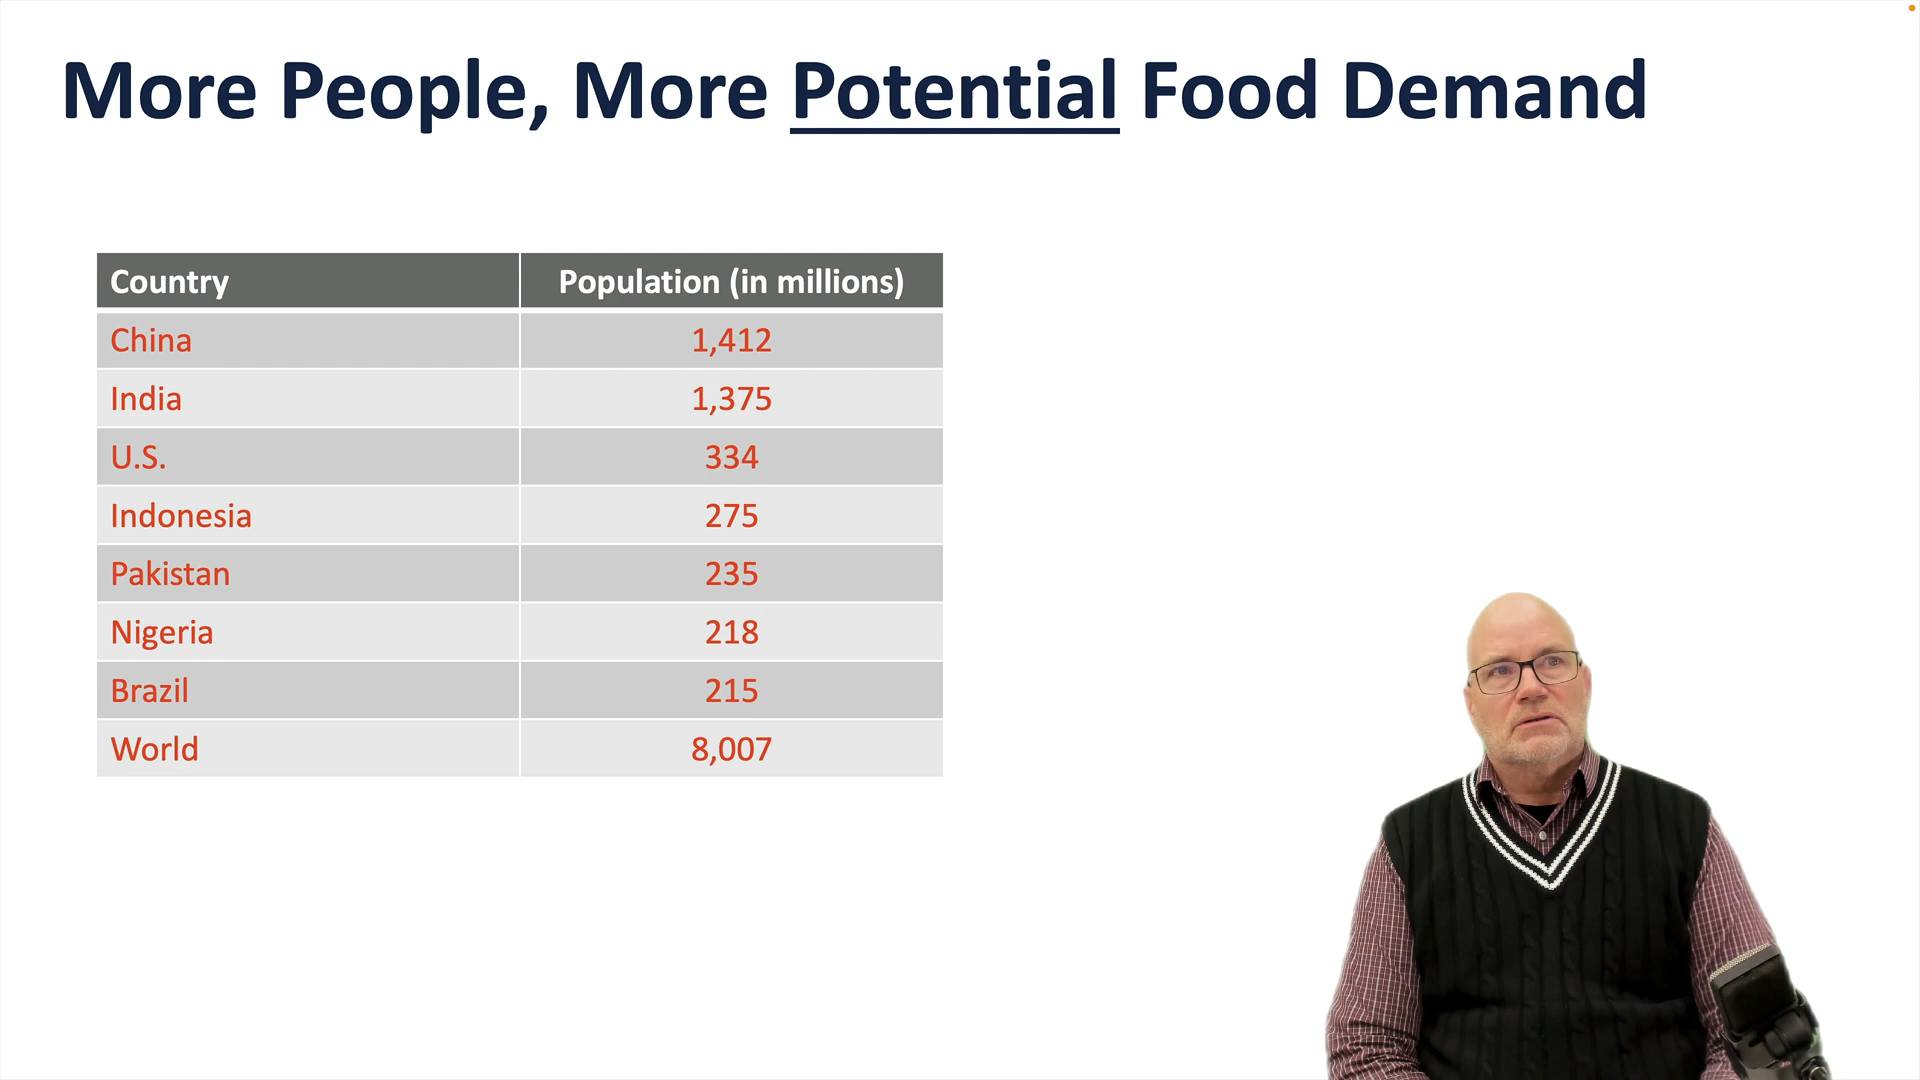 More People, More Potential Food Demand
Country Population (in millions)
China 1,412
India 1,375
U.S. 334
Indonesia 275
Pakistan 235
Nigeria 218
Brazil 215
World 8,007